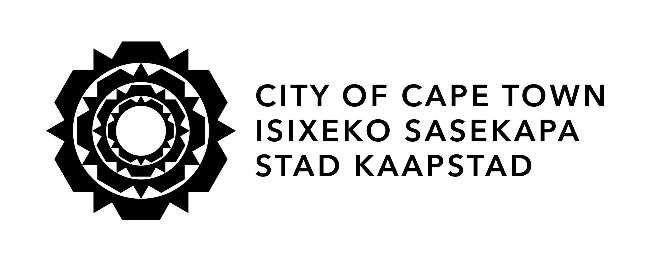 CITY OF CAPE TOWN
ISIXEKO SASEKAPA
STAD KAAPSTAD